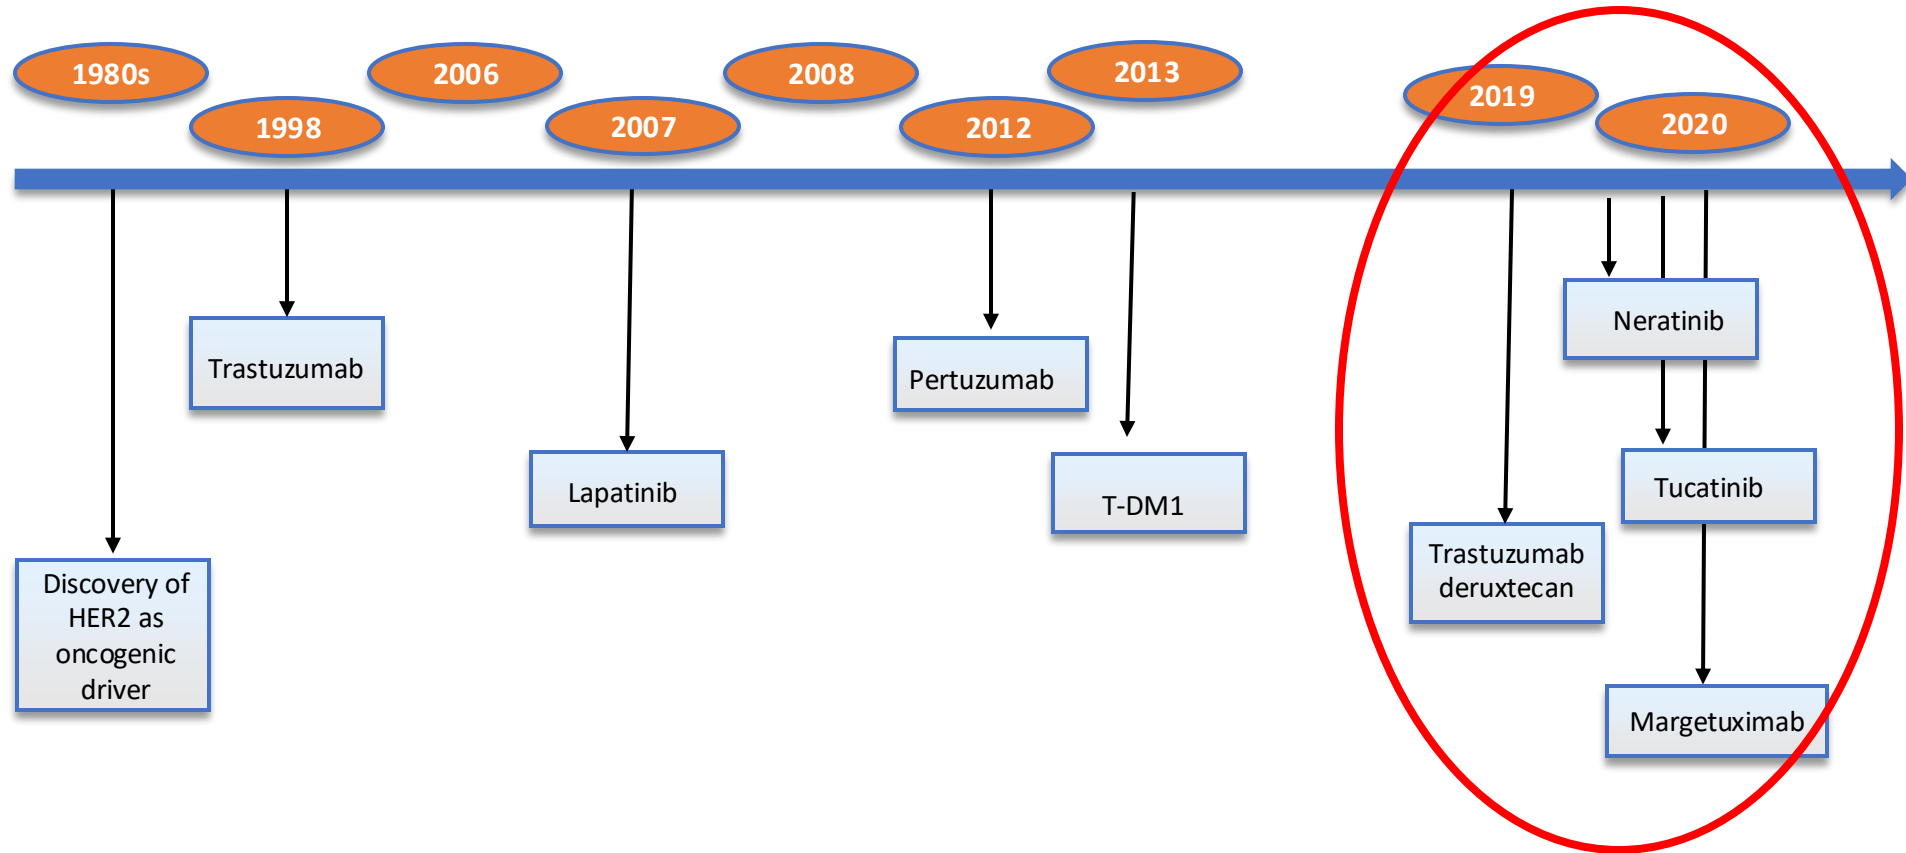 1980s
1998
2006
2007
2008
2012
2013
2019
2020
Trastuzumab
Lapatinib
Pertuzumab
T-DM1
Discovery of
HER2 as
oncogenic
driver
Trastuzumab
deruxtecan
Neratinib
Tucatinib
Margetuximab